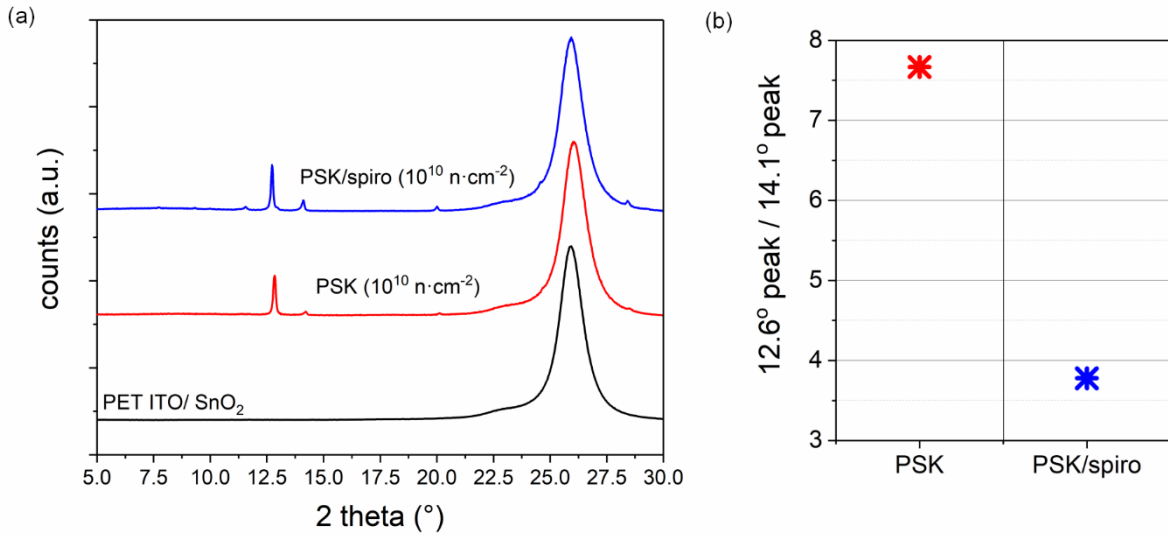 (a)
counts (a.u.)
PSK/spiro (10¹⁰ n·cm⁻²)
PSK (10¹⁰ n·cm⁻²)
PET ITO/ SnO₂
5.0 7.5 10.0 12.5 15.0 17.5 20.0 22.5 25.0 27.5 30.0
2 theta (°)
(b)
12.6° peak / 14.1° peak
8
7
6
5
4
3
PSK PSK/spiro